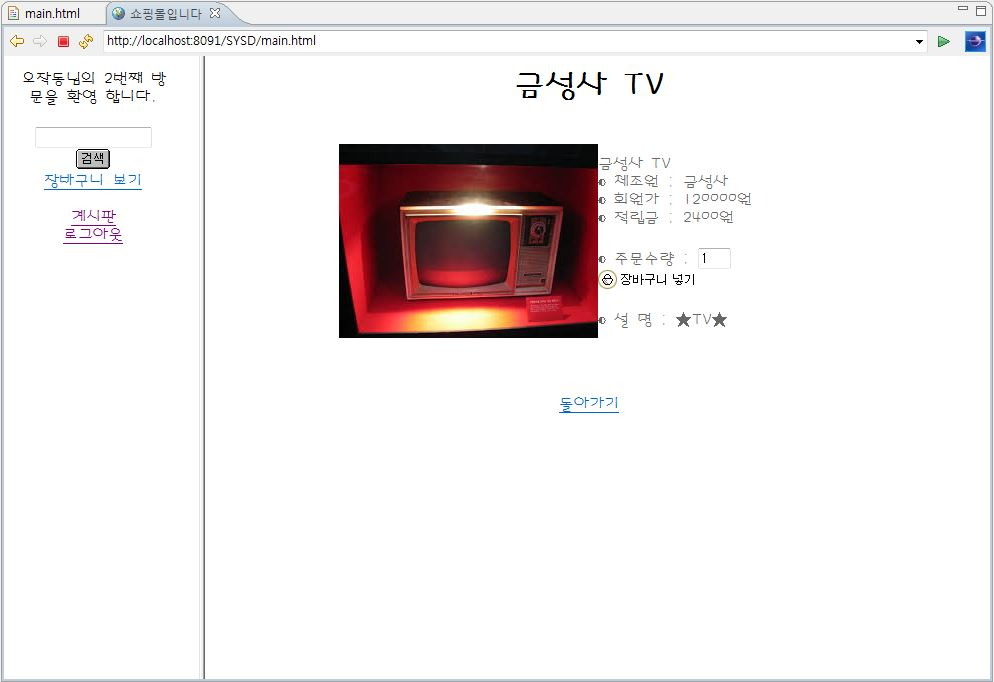 main.html
쇼핑몰입니다
http://localhost:8091/SYSD/main.html
오작동님의 2번째 방
문을 환영 합니다.
검색
장바구니 보기
계시판
로그아웃
금성사 TV
금성사 TV
제조원 : 금성사
회원가 : 120000원
적립금 : 2400원
주문수량 : 1
장바구니 넣기
설 명 : ★TV★
돌아가기